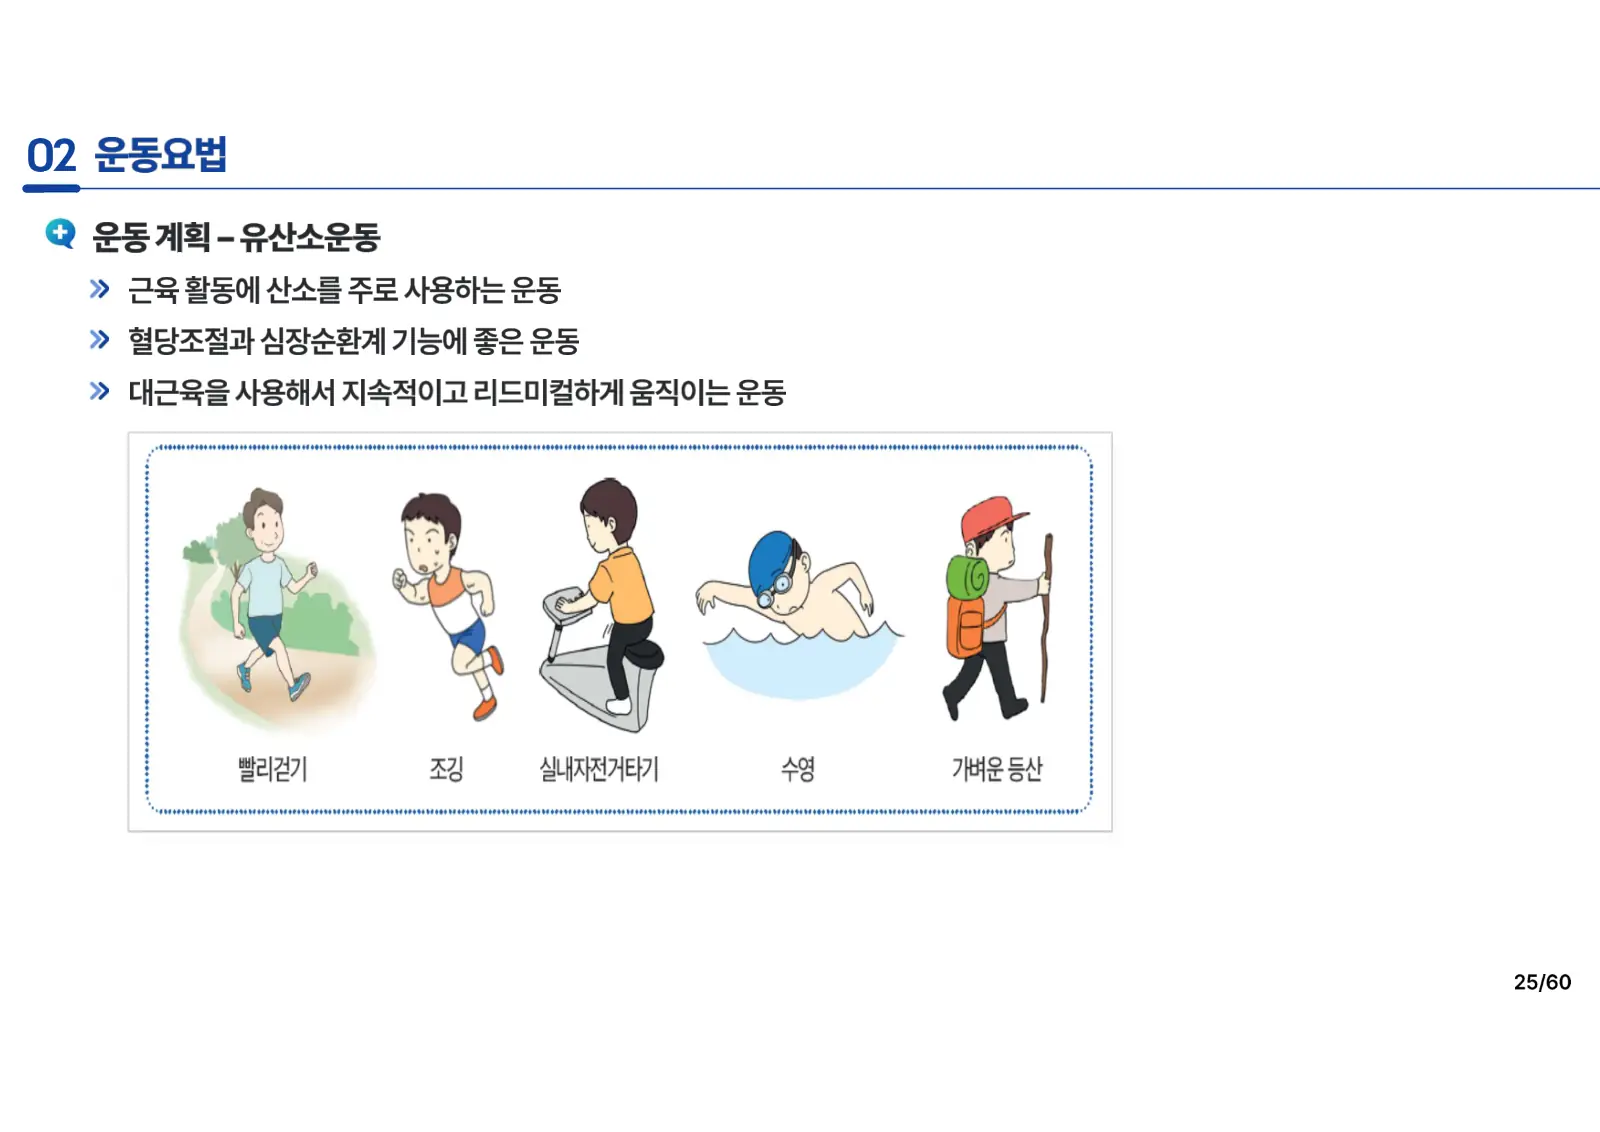 02 운동요법
운동 계획 – 유산소운동
근육 활동에 산소를 주로 사용하는 운동
혈당조절과 심장순환계 기능에 좋은 운동
대근육을 사용해서 지속적이고 리드미컬하게 움직이는 운동
빨리걷기 조깅 실내자전거타기 수영 가벼운 등산
25/60